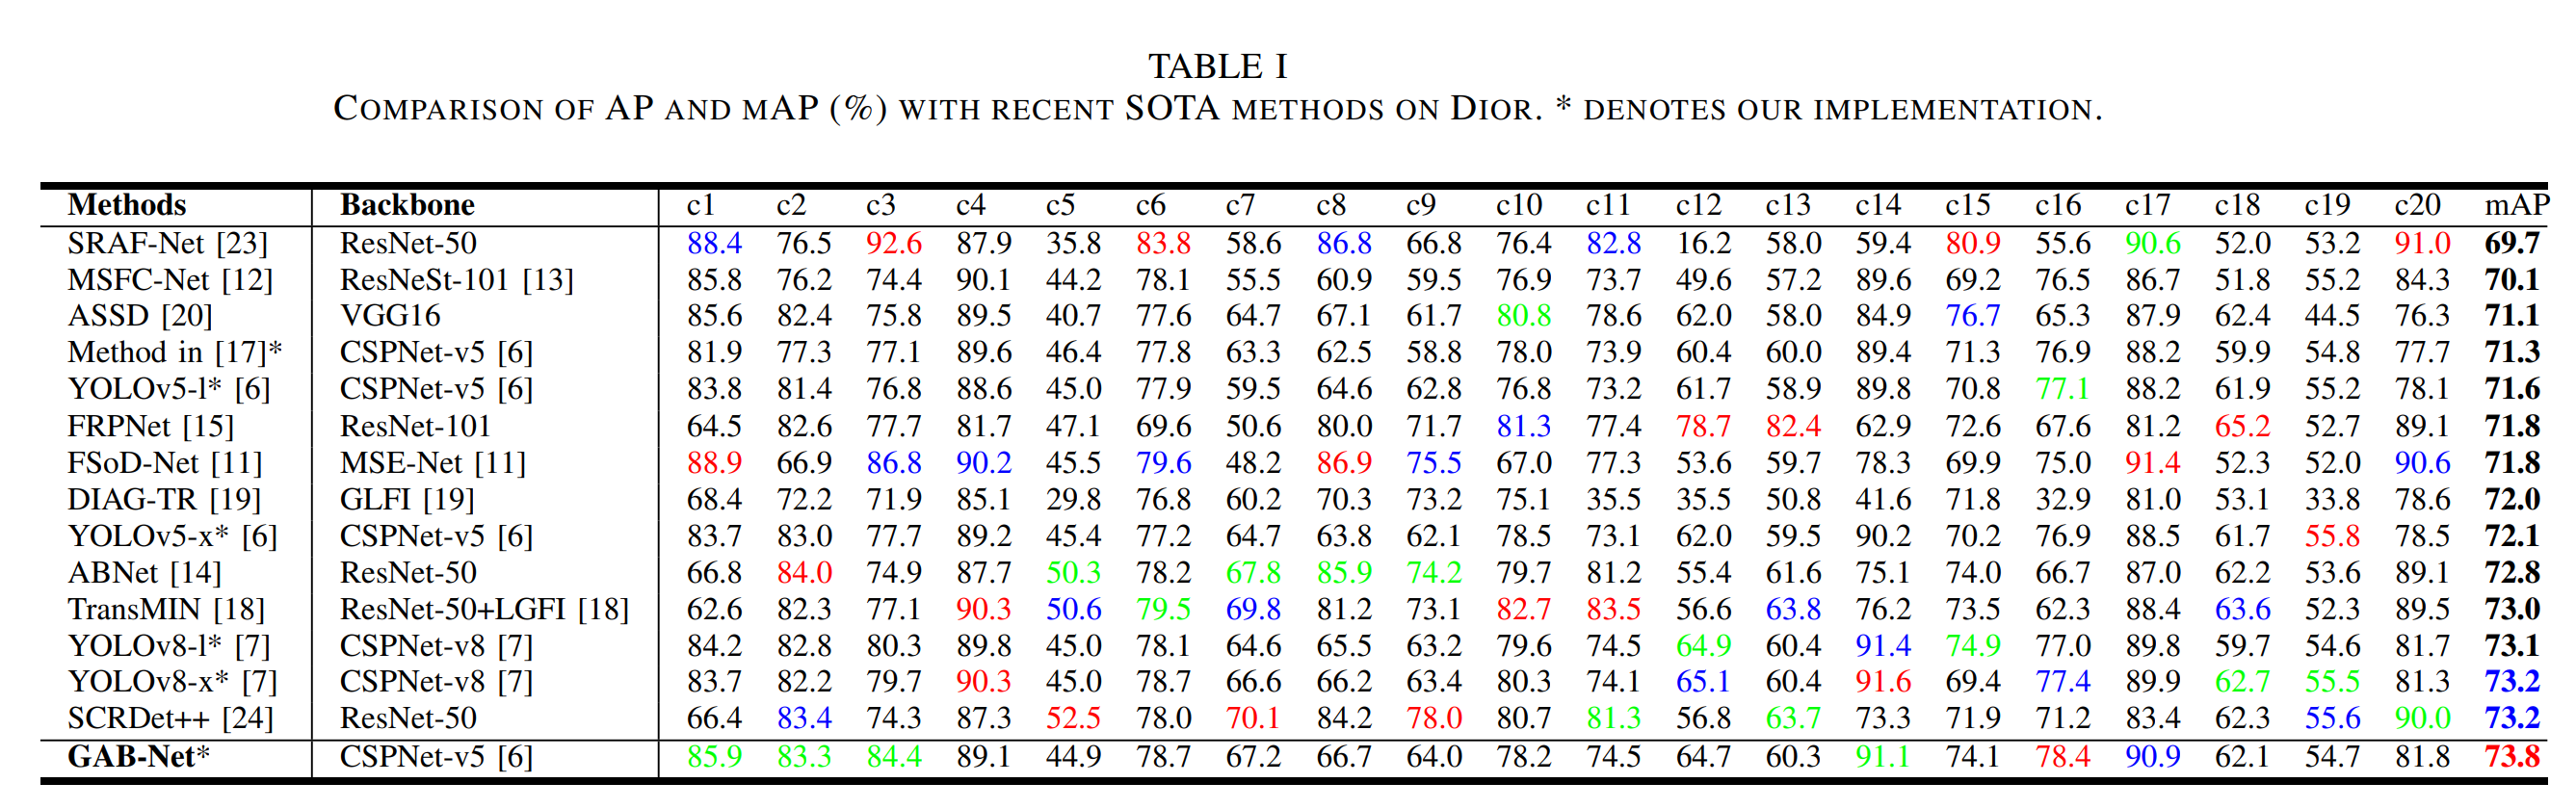 TABLE I
COMPARISON OF AP AND MAP (%) WITH RECENT SOTA METHODS ON DIOR. * DENOTES OUR IMPLEMENTATION.
Methods Backbone c1 c2 c3 c4 c5 c6 c7 c8 c9 c10 c11 c12 c13 c14 c15 c16 c17 c18 c19 c20 mAP
SRAF-Net [23] ResNet-50 88.4 76.5 92.6 87.9 35.8 83.8 58.6 86.8 66.8 76.4 82.8 16.2 58.0 59.4 80.9 55.6 90.6 52.0 53.2 91.0 69.7
MSFC-Net [12] ResNeSt-101 [13] 85.8 76.2 74.4 90.1 44.2 78.1 55.5 60.9 59.5 76.9 73.7 49.6 57.2 89.6 69.2 76.5 86.7 51.8 55.2 84.3 70.1
ASSD [20] VGG16 85.6 82.4 75.8 89.5 40.7 77.6 64.7 67.1 61.7 80.8 78.6 62.0 58.0 84.9 76.7 65.3 87.9 62.4 44.5 76.3 71.1
Method in [17]* CSPNet-v5 [6] 81.9 77.3 77.1 89.6 46.4 77.8 63.3 62.5 58.8 78.0 73.9 60.4 60.0 89.4 71.3 76.9 88.2 59.9 54.8 77.7 71.3
YOLOv5-l* [6] CSPNet-v5 [6] 83.8 81.4 76.8 88.6 45.0 77.9 59.5 64.6 62.8 76.8 73.2 61.7 58.9 89.8 70.8 77.1 88.2 61.9 55.2 78.1 71.6
FRPNet [15] ResNet-101 64.5 82.6 77.7 81.7 47.1 69.6 50.6 80.0 71.7 81.3 77.4 78.7 82.4 62.9 72.6 67.6 81.2 65.2 52.7 89.1 71.8
FSoD-Net [11] MSE-Net [11] 88.9 66.9 86.8 90.2 45.5 79.6 48.2 86.9 75.5 67.0 77.3 53.6 59.7 78.3 69.9 75.0 91.4 52.3 52.0 90.6 71.8
DIAG-TR [19] GLFI [19] 68.4 72.2 71.9 85.1 29.8 76.8 60.2 70.3 73.2 75.1 35.5 35.5 50.8 41.6 71.8 32.9 81.0 53.1 33.8 78.6 72.0
YOLOv5-x* [6] CSPNet-v5 [6] 83.7 83.0 77.7 89.2 45.4 77.2 64.7 63.8 62.1 78.5 73.1 62.0 59.5 90.2 70.2 76.9 88.5 61.7 55.8 78.5 72.1
ABNet [14] ResNet-50 66.8 84.0 74.9 87.7 50.3 78.2 67.8 85.9 74.2 79.7 81.2 55.4 61.6 75.1 74.0 66.7 87.0 62.2 53.6 89.1 72.8
TransMIN [18] ResNet-50+LGFI [18] 62.6 82.3 77.1 90.3 50.6 79.5 69.8 81.2 73.1 82.7 83.5 56.6 63.8 76.2 73.5 62.3 88.4 63.6 52.3 89.5 73.0
YOLOv8-l* [7] CSPNet-v8 [7] 84.2 82.8 80.3 89.8 45.0 78.1 64.6 65.5 63.2 79.6 74.5 64.9 60.4 91.4 74.9 77.0 89.8 59.7 54.6 81.7 73.1
YOLOv8-x* [7] CSPNet-v8 [7] 83.7 82.2 79.7 90.3 45.0 78.7 66.6 66.2 63.4 80.3 74.1 65.1 60.4 91.6 69.4 77.4 89.9 62.7 55.5 81.3 73.2
SCRDet++ [24] ResNet-50 66.4 83.4 74.3 87.3 52.5 78.0 70.1 84.2 78.0 80.7 81.3 56.8 63.7 73.3 71.9 71.2 83.4 62.3 55.6 90.0 73.2
GAB-Net* CSPNet-v5 [6] 85.9 83.3 84.4 89.1 44.9 78.7 67.2 66.7 64.0 78.2 74.5 64.7 60.3 91.1 74.1 78.4 90.9 62.1 54.7 81.8 73.8